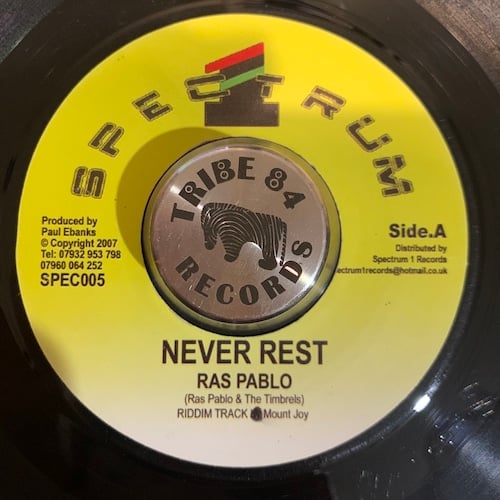 SPECTRUM
TRIBE 84
RECORDS
Produced by
Paul Ebanks
© Copyright 2007
Tel: 07932 953 798
07960 064 252
SPEC005
Side.A
Distributed by
Spectrum 1 Records
ectrum1records@hotmail.co.uk
NEVER REST
RAS PABLO
(Ras Pablo & The Timbrels)
RIDDIM TRACK Mount Joy